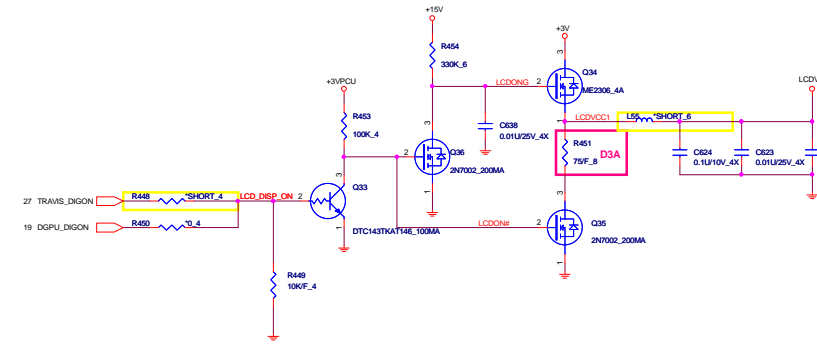 +15V
+3V
R454
330K_6
LCDONG
2
3
Q34
ME2306_4A
1
+3VPCU
LCDV
LCDVCC1
L55
*SHORT_6
R453
100K_4
C638
0.01U/25V_4X
R451
75/F_8
D3A
C624
0.1U/10V_4X
C623
0.01U/25V_4X
3
2
Q36
2N7002_200MA
1
3
Q33
2
1
DTC143TKAT146_100MA
27 TRAVIS_DIGON
R448
*SHORT_4
LCD_DISP_ON
19 DGPU_DIGON
R450
*0_4
LCDON#
3
2
Q35
2N7002_200MA
1
R449
10K/F_4